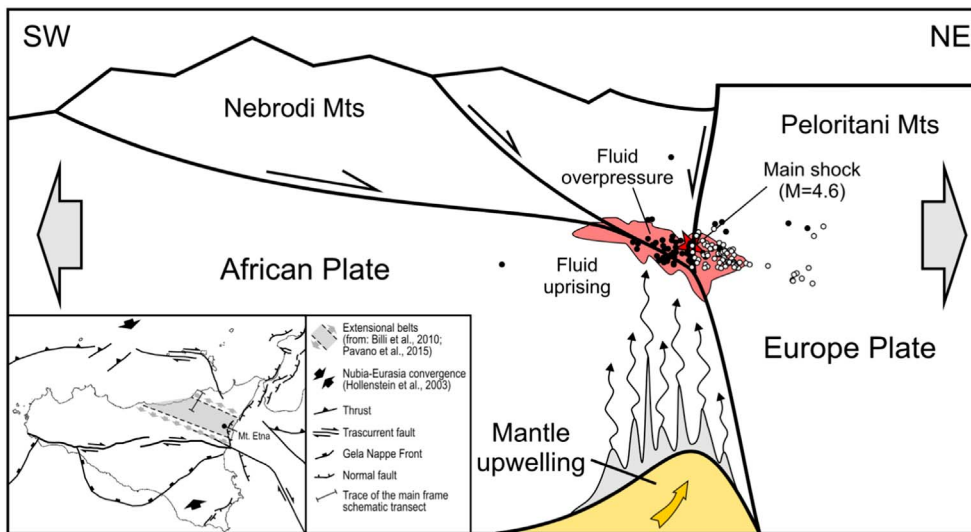 SW
NE
Nebrodi Mts
Peloritani Mts
Fluid
overpressure
Main shock
(M=4.6)
African Plate
Fluid
uprising
Europe Plate
Mantle
upwelling
Mt. Etna
Extensional belts
(from: Billi et al., 2010;
Pavano et al., 2015)
Nubia-Eurasia convergence
(Hollenstein et al., 2003)
Thrust
Trascurrent fault
Gela Nappe Front
Normal fault
Trace of the main frame
schematic transect